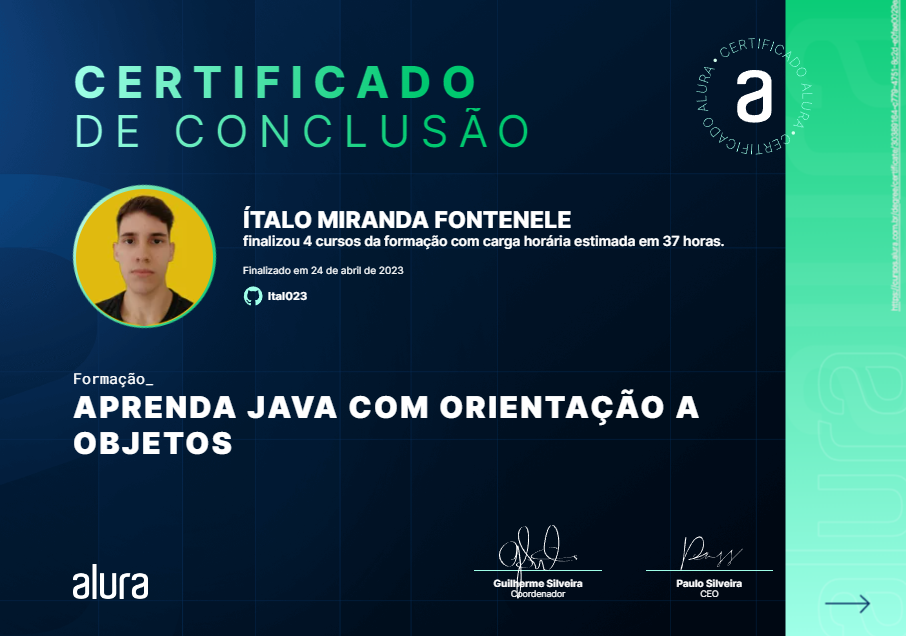 CERTIFICADO
DE CONCLUSÃO
CERTIFICADO ALURA • CERTIFICADO ALURA •
a
ÍTALO MIRANDA FONTENELE
finalizou 4 cursos da formação com carga horária estimada em 37 horas.
Finalizado em 24 de abril de 2023
Ital023
Formação_
APRENDA JAVA COM ORIENTAÇÃO A
OBJETOS
alura
Guilherme Silveira
Coordenador
Paulo Silveira
CEO
alura